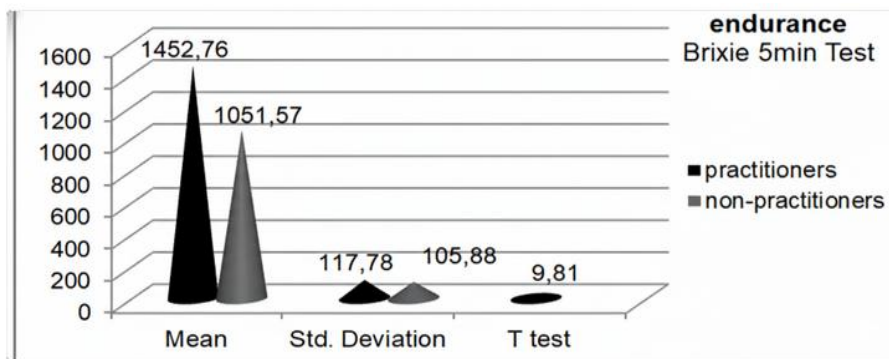 endurance
Brixie 5min Test
1600
1400
1200
1000
800
600
400
200
0
1452,76
1051,57
117,78
105,88
9,81
Mean
Std. Deviation
T test
practitioners
non-practitioners